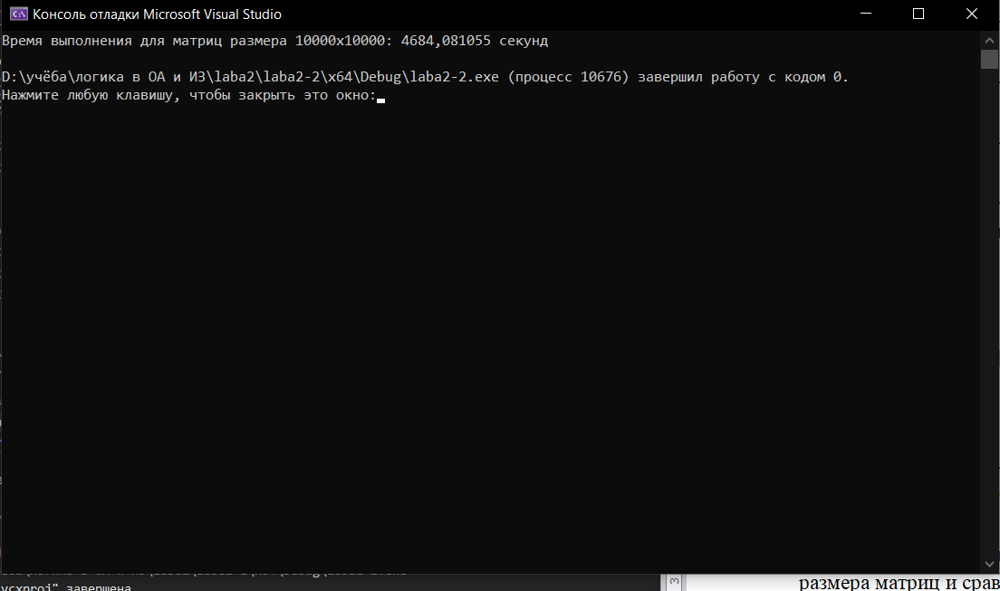 Консоль отладки Microsoft Visual Studio
Время выполнения для матриц размера 10000x10000: 4684,081055 секунд
D:\учёба\логика в ОА и ИЗ\laba2\laba2-2\x64\Debug\laba2-2.exe (процесс 10676) завершил работу с кодом 0.
Нажмите любую клавишу, чтобы закрыть это окно:
vcxproj" завершена
3
размера матриц и срав